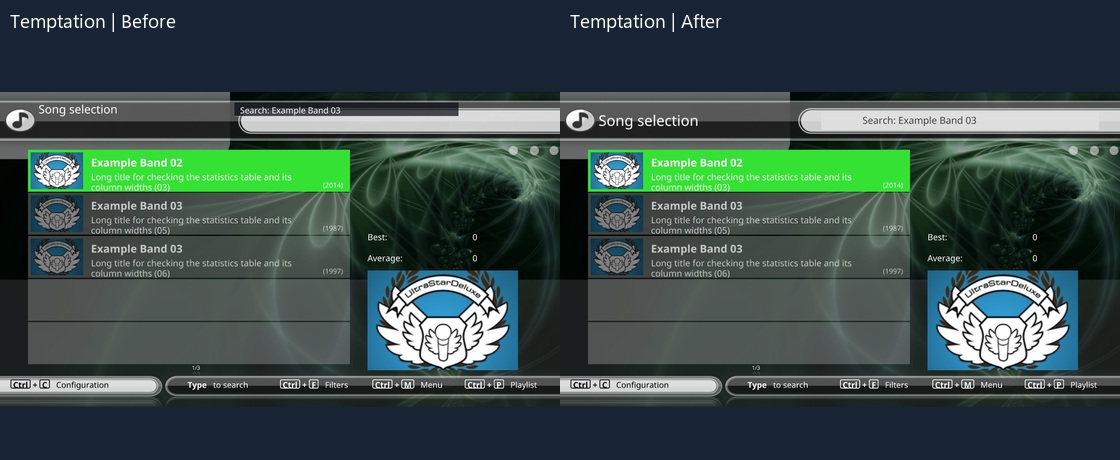 Temptation | Before
Song selection
Search: Example Band 03
Example Band 02
Long title for checking the statistics table and its
column widths (03)
(2014)
Example Band 03
Long title for checking the statistics table and its
column widths (05)
(1987)
Example Band 03
Long title for checking the statistics table and its
column widths (06)
(1997)
Best: 0
Average: 0
UltraStarDeluxe
1/3
Ctrl + C Configuration
Type to search
Ctrl + F Filters
Ctrl + M Menu
Ctrl + P Playlist
Temptation | After
Song selection
Search: Example Band 03
Example Band 02
Long title for checking the statistics table and its
column widths (03)
(2014)
Example Band 03
Long title for checking the statistics table and its
column widths (05)
(1987)
Example Band 03
Long title for checking the statistics table and its
column widths (06)
(1997)
Best: 0
Average: 0
UltraStarDeluxe
1/3
Ctrl + C Configuration
Type to search
Ctrl + F Filters
Ctrl + M Menu
Ctrl + P Playlist